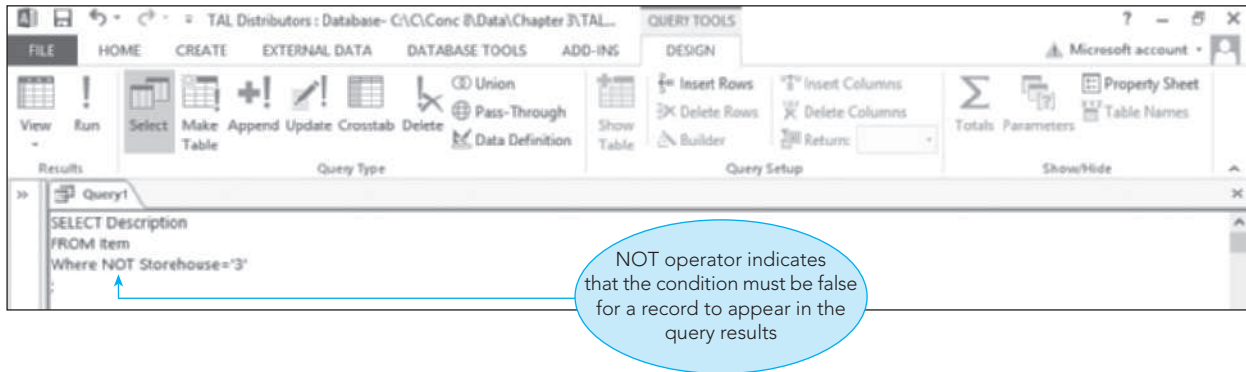 TAL Distributors : Database- C:\C\Conc 8\Data\Chapter 3\TAL... QUERY TOOLS ?
FILE HOME CREATE EXTERNAL DATA DATABASE TOOLS ADD-INS DESIGN Microsoft account
View Run Select Make Table Append Update Crosstab Delete
Union
Pass-Through
Data Definition
Show Table
Insert Rows
Delete Rows
Builder
Insert Columns
Delete Columns
Return:
Totals Parameters
Property Sheet
Table Names
Results Query Type Query Setup Show/Hide
Query1
SELECT Description
FROM Item
Where NOT Storehouse='3'
;
NOT operator indicates
that the condition must be false
for a record to appear in the
query results